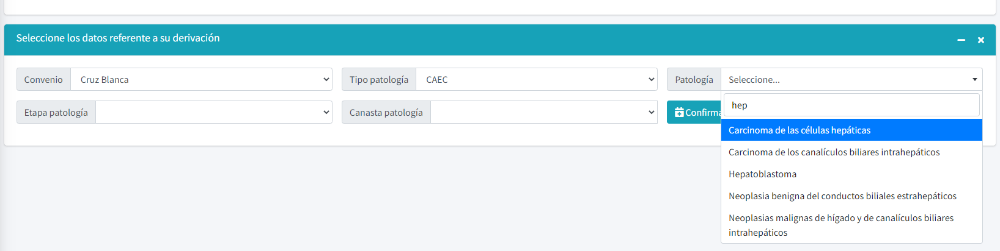 Seleccione los datos referente a su derivación
Convenio Cruz Blanca Tipo patología CAEC Patología Seleccione...
Etapa patología Canasta patología Confirma
hep
Carcinoma de las células hepáticas
Carcinoma de los canalículos biliares intrahepáticos
Hepatoblastoma
Neoplasia benigna del conductos biliales estrahepáticos
Neoplasias malignas de hígado y de canalículos biliares
intrahepáticos